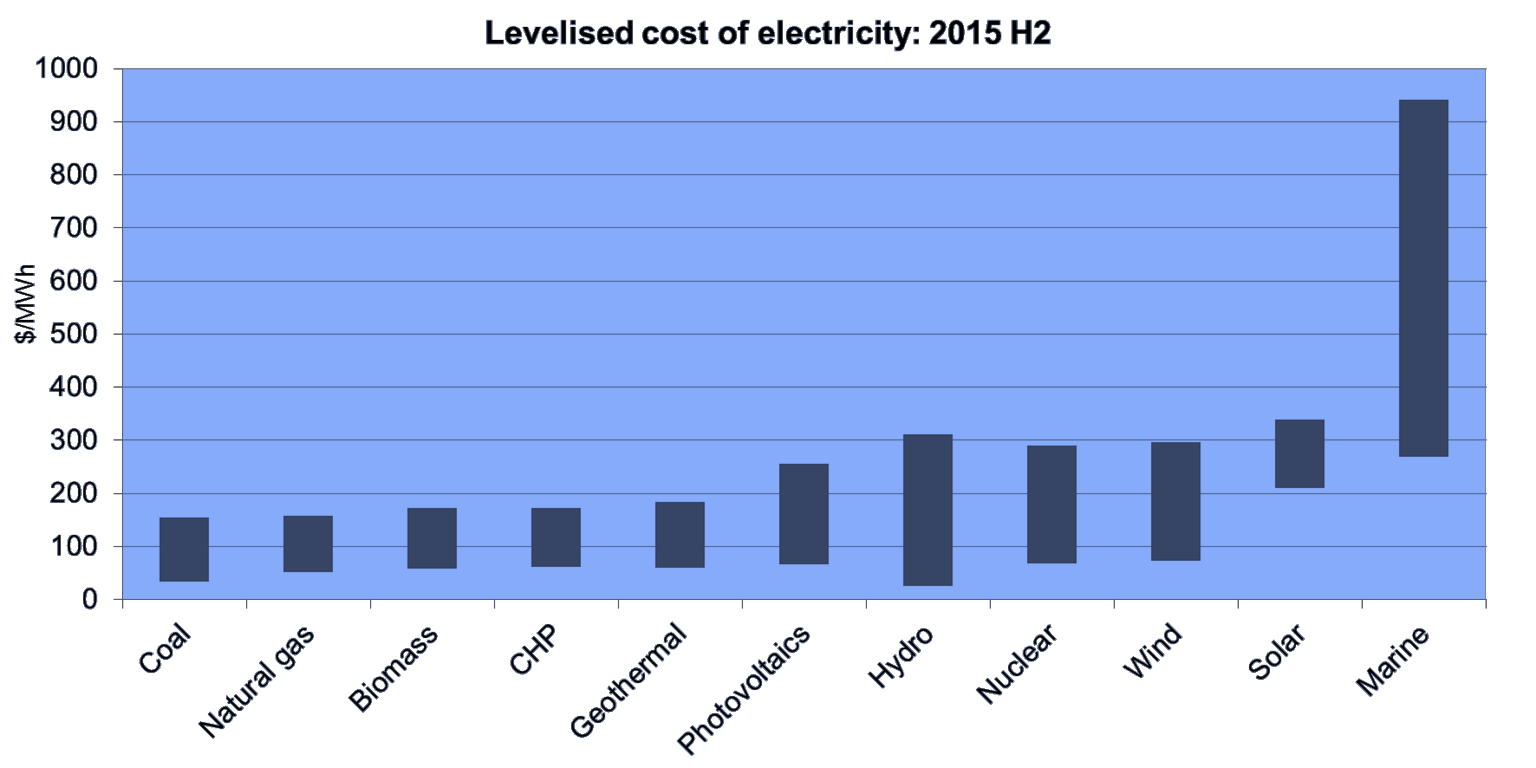 Levelised cost of electricity: 2015 H2
1000
900
800
700
600
500
400
300
200
100
0
$/MWh
Coal
Natural gas
Biomass
CHP
Geothermal
Photovoltaics
Hydro
Nuclear
Wind
Solar
Marine